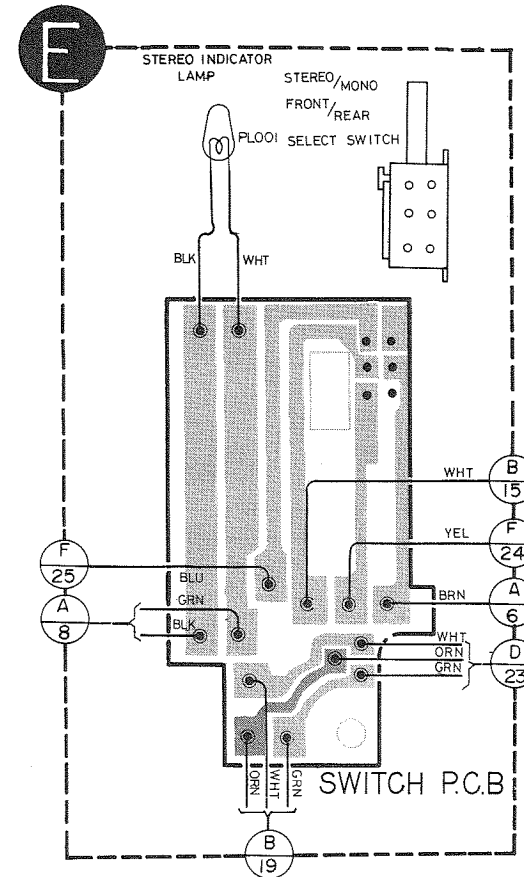 E
STEREO INDICATOR
LAMP
STEREO/MONO
FRONT/REAR
SELECT SWITCH
PL001
BLK
WHT
WHT
B
15
YEL
F
24
F
25
BLU
GRN
A
8
BLK
BRN
A
6
WHT
ORN
GRN
D
23
ORN
WHT
GRN
SWITCH P.C.B
B
19